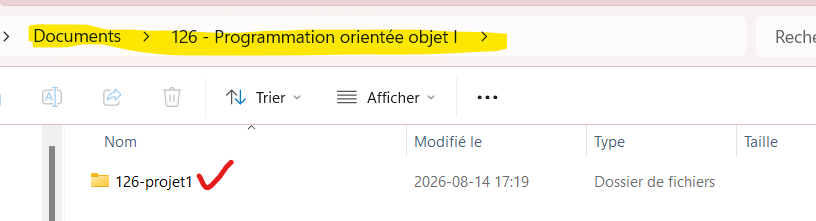 Documents > 126 - Programmation orientée objet I >
Trier
Afficher
Nom
Modifié le
Type
Taille
126-projet1
2026-08-14 17:19
Dossier de fichiers